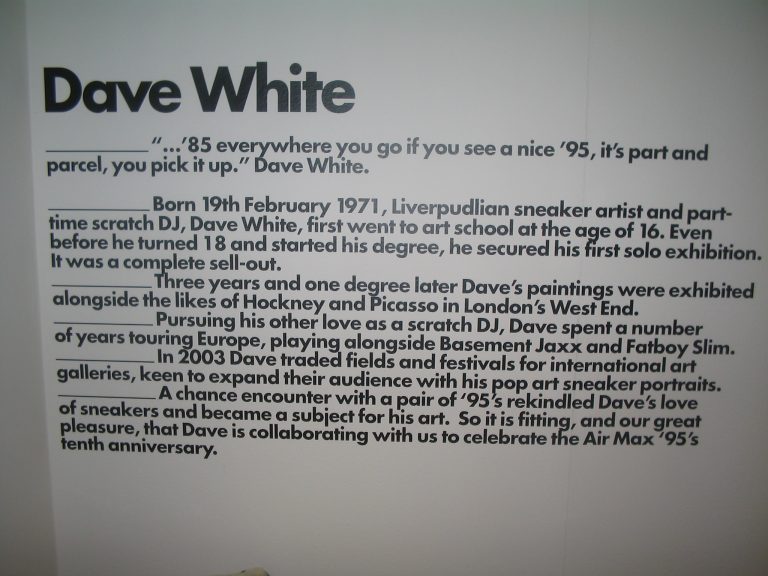 Dave White
__________ “...’85 everywhere you go if you see a nice ’95, it’s part and
parcel, you pick it up.” Dave White.
__________ Born 19th February 1971, Liverpudlian sneaker artist and part-
time scratch DJ, Dave White, first went to art school at the age of 16. Even
before he turned 18 and started his degree, he secured his first solo exhibition.
It was a complete sell-out.
__________ Three years and one degree later Dave’s paintings were exhibited
alongside the likes of Hockney and Picasso in London’s West End.
__________ Pursuing his other love as a scratch DJ, Dave spent a number
of years touring Europe, playing alongside Basement Jaxx and Fatboy Slim.
__________ In 2003 Dave traded fields and festivals for international art
galleries, keen to expand their audience with his pop art sneaker portraits.
__________ A chance encounter with a pair of ’95’s rekindled Dave’s love
of sneakers and became a subject for his art. So it is fitting, and our great
pleasure, that Dave is collaborating with us to celebrate the Air Max ‘95’s
tenth anniversary.